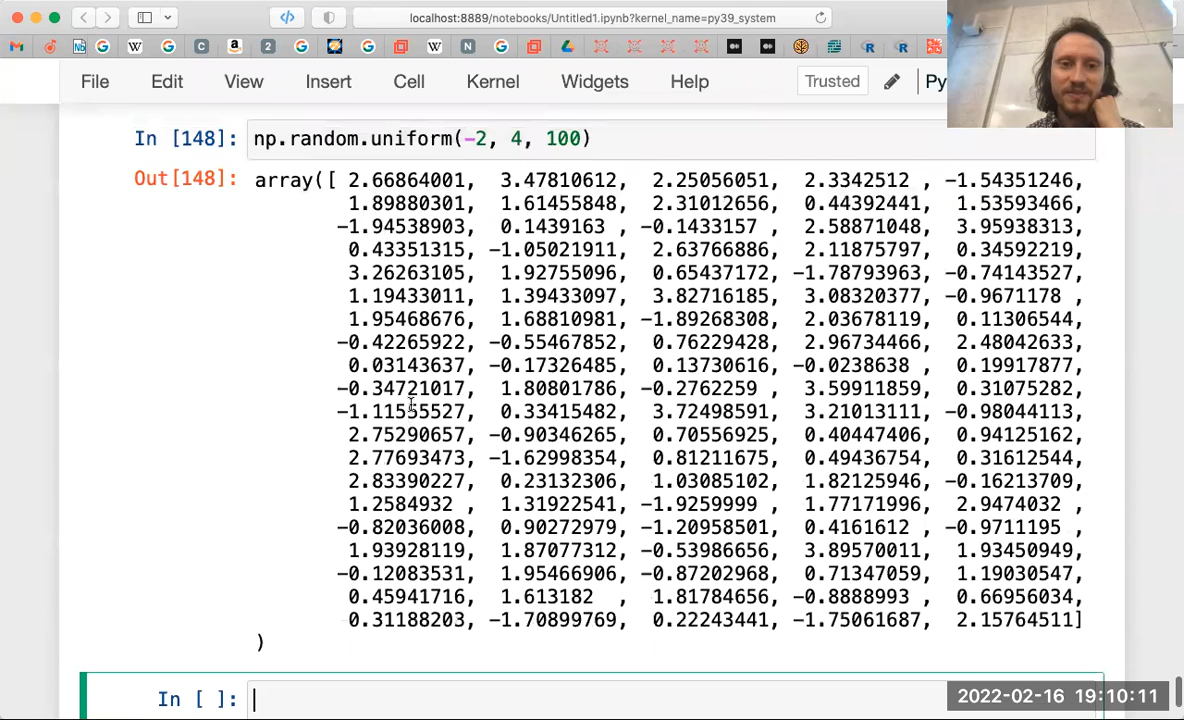 localhost:8889/notebooks/Untitled1.ipynb?kernel_name=py39_system
File Edit View Insert Cell Kernel Widgets Help Trusted Py
In [148]: np.random.uniform(-2, 4, 100)
Out[148]: array([ 2.66864001, 3.47810612, 2.25056051, 2.3342512 , -1.54351246,
1.89880301, 1.61455848, 2.31012656, 0.44392441, 1.53593466,
-1.94538903, 0.1439163 , -0.1433157 , 2.58871048, 3.95938313,
0.43351315, -1.05021911, 2.63766886, 2.11875797, 0.34592219,
3.26263105, 1.92755096, 0.65437172, -1.78793963, -0.74143527,
1.19433011, 1.39433097, 3.82716185, 3.08320377, -0.9671178 ,
1.95468676, 1.68810981, -1.89268308, 2.03678119, 0.11306544,
-0.42265922, -0.55467852, 0.76229428, 2.96734466, 2.48042633,
0.03143637, -0.17326485, 0.13730616, -0.0238638 , 0.19917877,
-0.34721017, 1.80801786, -0.2762259 , 3.59911859, 0.31075282,
-1.11555527, 0.33415482, 3.72498591, 3.21013111, -0.98044113,
2.75290657, -0.90346265, 0.70556925, 0.40447406, 0.94125162,
2.77693473, -1.62998354, 0.81211675, 0.49436754, 0.31612544,
2.83390227, 0.23132306, 1.03085102, 1.82125946, -0.16213709,
1.2584932 , 1.31922541, -1.9259999 , 1.77171996, 2.9474032 ,
-0.82036008, 0.90272979, -1.20958501, 0.4161612 , -0.9711195 ,
1.93928119, 1.87077312, -0.53986656, 3.89570011, 1.93450949,
-0.12083531, 1.95466906, -0.87202968, 0.71347059, 1.19030547,
0.45941716, 1.613182 , 1.81784656, -0.8888993 , 0.66956034,
0.31188203, -1.70899769, 0.22243441, -1.75061687, 2.15764511]
)
In [ ]:
2022-02-16 19:10:11